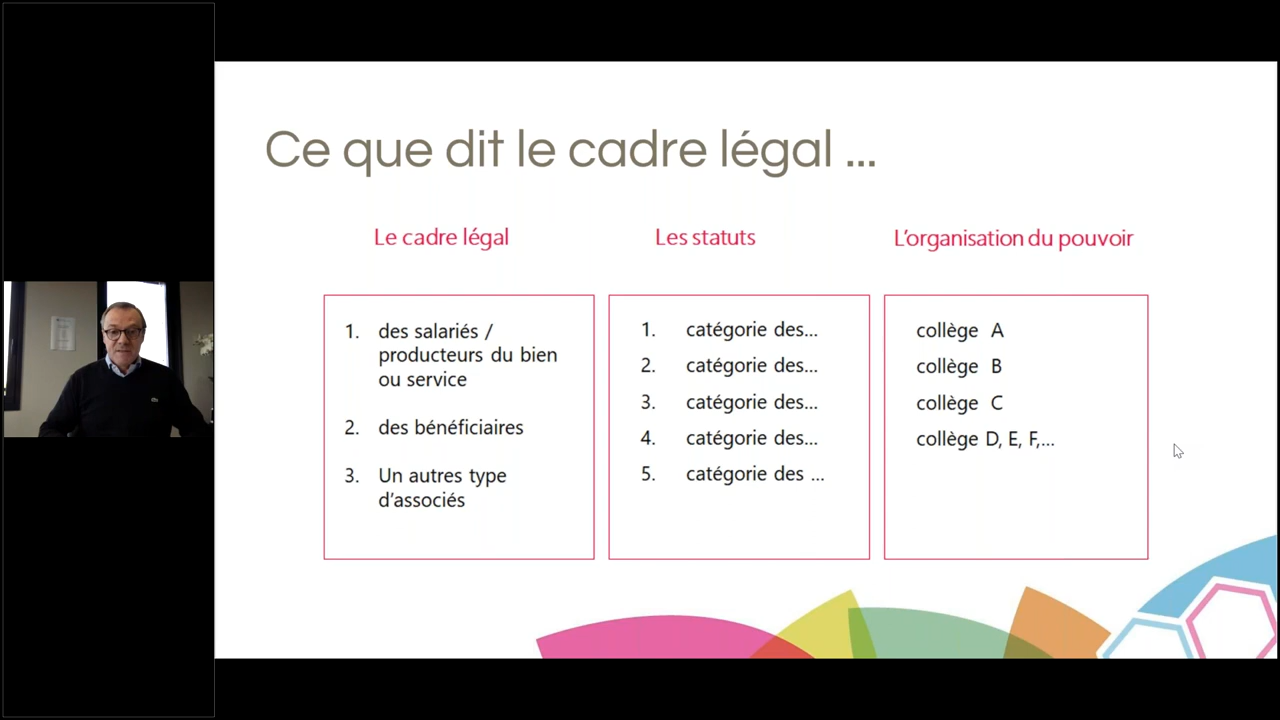 Ce que dit le cadre légal ...
Le cadre légal
1. des salariés /
producteurs du bien
ou service
2. des bénéficiaires
3. Un autres type
d'associés
Les statuts
1. catégorie des...
2. catégorie des...
3. catégorie des...
4. catégorie des...
5. catégorie des ...
L'organisation du pouvoir
collège A
collège B
collège C
collège D, E, F,...